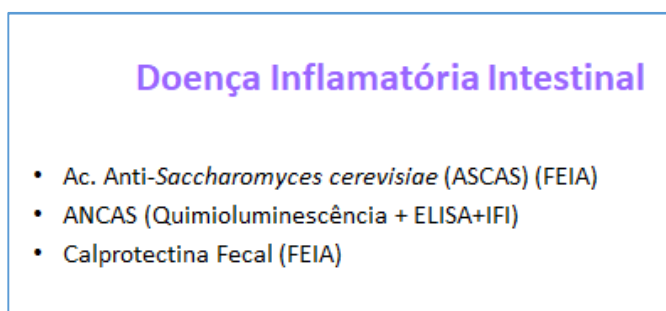 Doença Inflamatória Intestinal
• Ac. Anti-Saccharomyces cerevisiae (ASCAS) (FEIA)
• ANCAS (Quimioluminescência + ELISA+IFI)
• Calprotectina Fecal (FEIA)